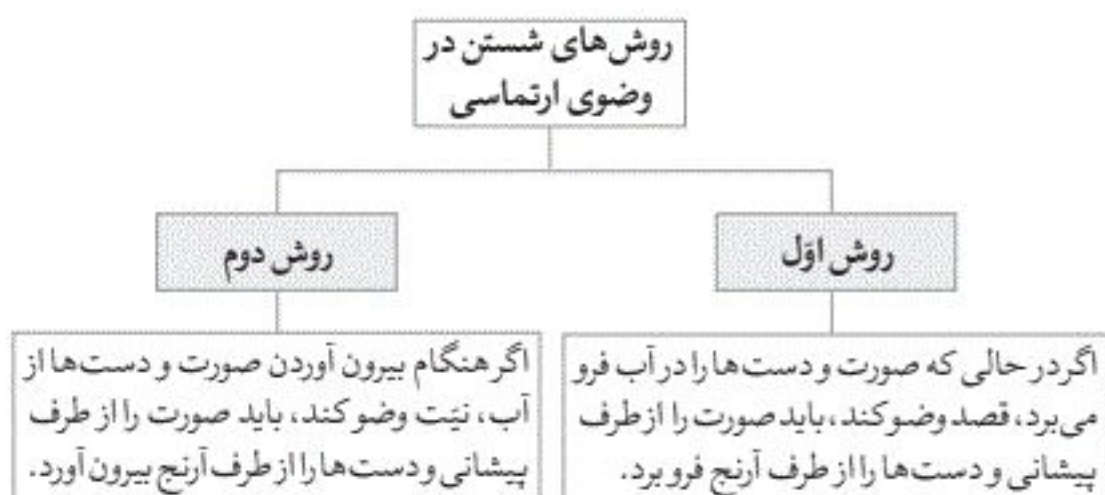 روش‌های شستن در
وضوی ارتماسی
روش اوّل
روش دوم
اگر در حالی که صورت و دست‌ها را در آب فرو
می‌برد، قصد وضو کند، باید صورت را از طرف
پیشانی و دست‌ها را از طرف آرنج فرو برد.
اگر هنگام بیرون آوردن صورت و دست‌ها از
آب، نیّت وضو کند، باید صورت را از طرف
پیشانی و دست‌ها را از طرف آرنج بیرون آورد.